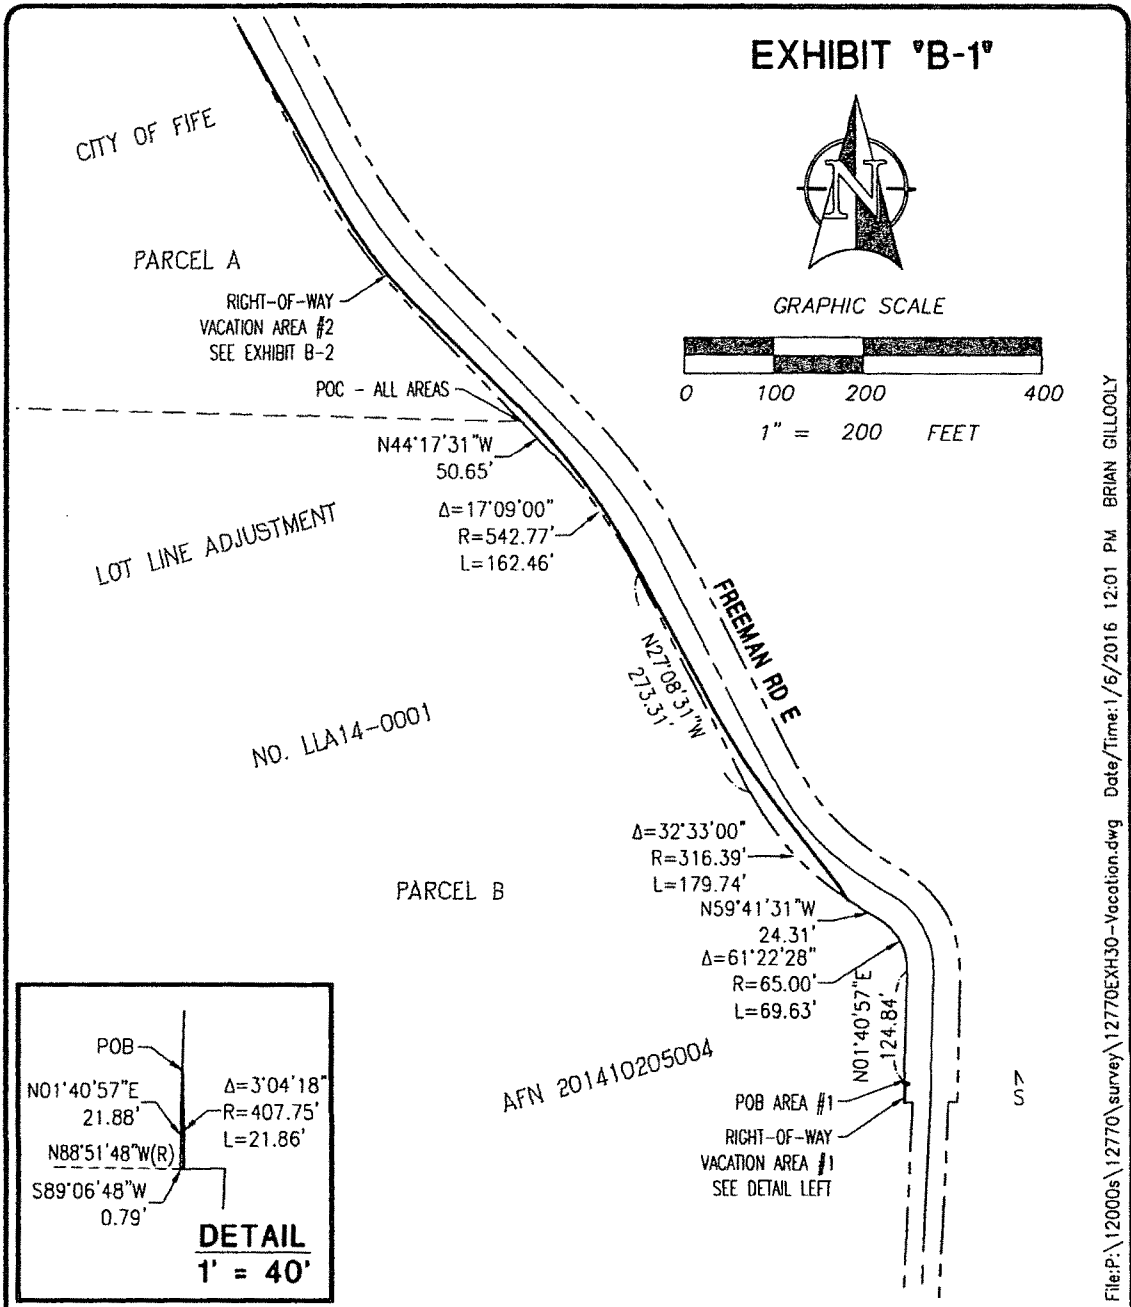 EXHIBIT "B-1"
CITY OF FIFE
N
PARCEL A
RIGHT-OF-WAY
VACATION AREA #2
SEE EXHIBIT B-2
GRAPHIC SCALE
0 100 200 400
1" = 200 FEET
POC - ALL AREAS
N44°17'31"W
50.65'
Δ=17°09'00"
R=542.77'
L=162.46'
LOT LINE ADJUSTMENT
FREEMAN RD E
N27°08'31"W
273.31'
NO. LLA14-0001
Δ=32°33'00"
R=316.39'
L=179.74'
PARCEL B
N59°41'31"W
24.31'
Δ=61°22'28"
R=65.00'
L=69.63'
N01°40'57"E
124.84'
AFN 201410205004
POB AREA #1
RIGHT-OF-WAY
VACATION AREA #1
SEE DETAIL LEFT
POB
N01°40'57"E
21.88'
Δ=3°04'18"
R=407.75'
L=21.86'
N88°51'48"W(R)
S89°06'48"W
0.79'
DETAIL
1' = 40'
File:P:\12000s\12770\survey\12770EXH30-Vacation.dwg Date/Time:1/6/2016 12:01 PM BRIAN GILLOOLY